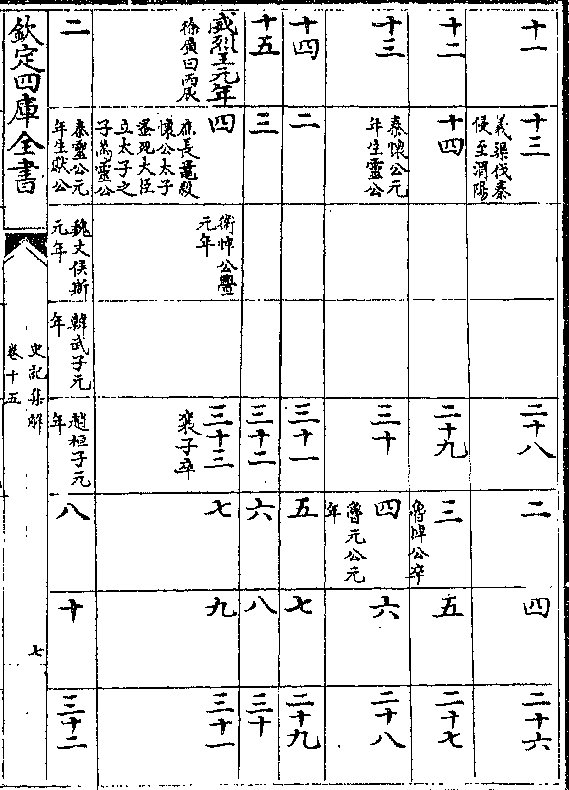 十一
十三
義渠伐秦
侵至渭陽
二十八
二
四
二十六
十二
十四
二十九
三
魯悼公卒
五
二十七
十三
秦懷公元
年生靈公
三十
四
魯元公元
年
六
二十八
十四
二
三十一
五
七
二十九
十五
三
三十二
六
八
三十
威烈王元年
徐廣曰丙辰
四
庶長鼂殺
懷公太子
蚤死大臣
立太子之
子為靈公
衛悼公
元年
三十三
襄子卒
七
九
三十一
二
秦靈公元
年生獻公
魏文侯斯
元年
韓武子元
年
趙桓子元
年
八
十
三十二
欽定四庫全書
史記集解
卷十五
七